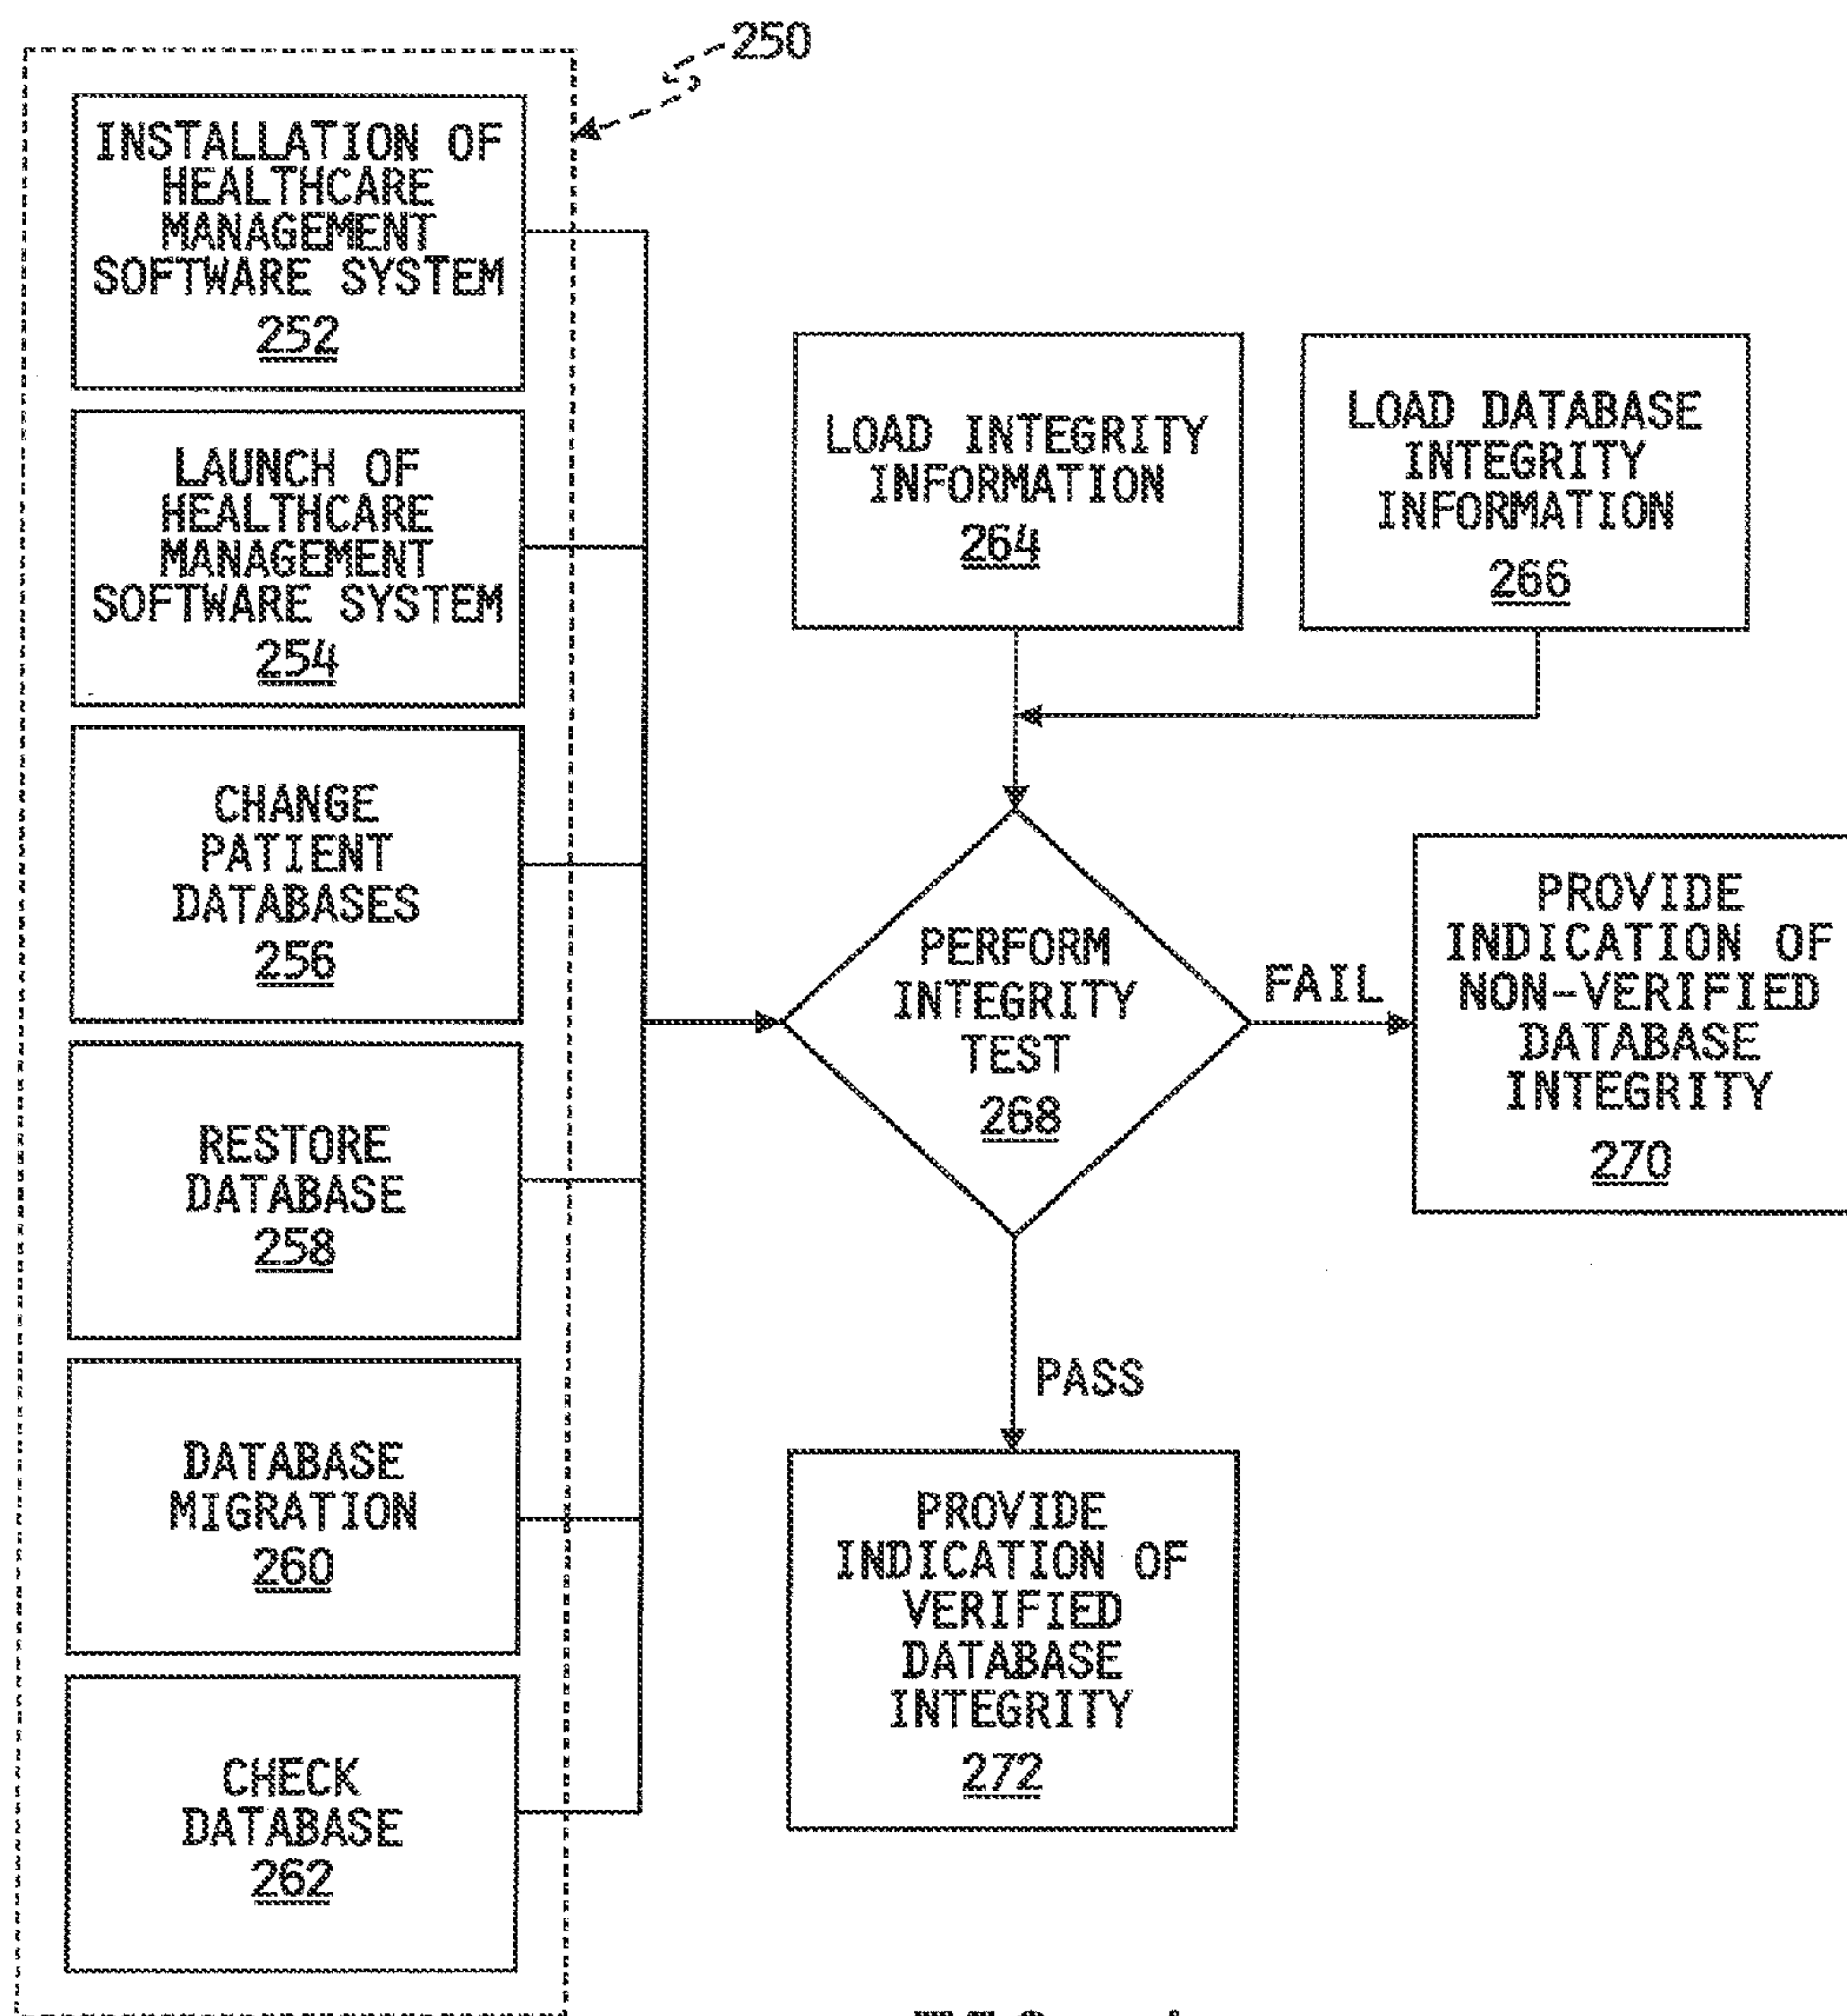 250
INSTALLATION OF
HEALTHCARE
MANAGEMENT
SOFTWARE SYSTEM
252
LAUNCH OF
HEALTHCARE
MANAGEMENT
SOFTWARE SYSTEM
254
CHANGE
PATIENT
DATABASES
256
RESTORE
DATABASE
258
DATABASE
MIGRATION
260
CHECK
DATABASE
262
LOAD INTEGRITY
INFORMATION
264
LOAD DATABASE
INTEGRITY
INFORMATION
266
PERFORM
INTEGRITY
TEST
268
FAIL
PROVIDE
INDICATION OF
NON-VERIFIED
DATABASE
INTEGRITY
270
PASS
PROVIDE
INDICATION OF
VERIFIED
DATABASE
INTEGRITY
272